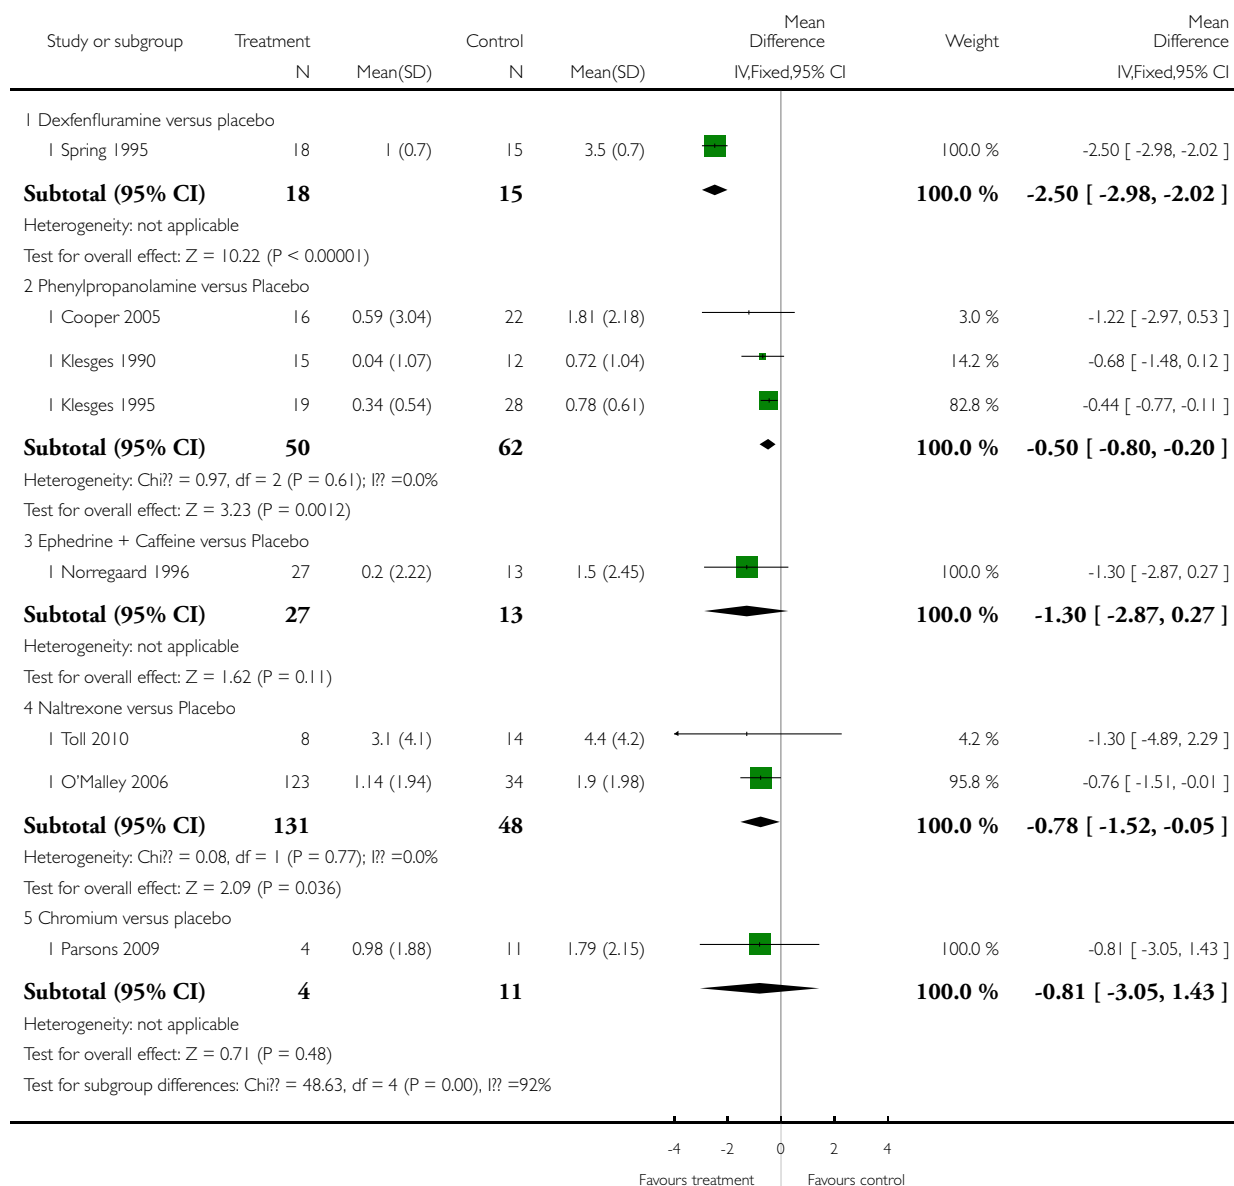 Mean Mean
Study or subgroup Treatment Control Difference Weight Difference
N Mean(SD) N Mean(SD) IV,Fixed,95% CI IV,Fixed,95% CI
1 Dexfenfluramine versus placebo
1 Spring 1995 18 1 (0.7) 15 3.5 (0.7) 100.0 % -2.50 [ -2.98, -2.02 ]
Subtotal (95% CI) 18 15 100.0 % -2.50 [ -2.98, -2.02 ]
Heterogeneity: not applicable
Test for overall effect: Z = 10.22 (P < 0.00001)
2 Phenylpropanolamine versus Placebo
1 Cooper 2005 16 0.59 (3.04) 22 1.81 (2.18) 3.0 % -1.22 [ -2.97, 0.53 ]
1 Klesges 1990 15 0.04 (1.07) 12 0.72 (1.04) 14.2 % -0.68 [ -1.48, 0.12 ]
1 Klesges 1995 19 0.34 (0.54) 28 0.78 (0.61) 82.8 % -0.44 [ -0.77, -0.11 ]
Subtotal (95% CI) 50 62 100.0 % -0.50 [ -0.80, -0.20 ]
Heterogeneity: Chi?? = 0.97, df = 2 (P = 0.61); I?? =0.0%
Test for overall effect: Z = 3.23 (P = 0.0012)
3 Ephedrine + Caffeine versus Placebo
1 Norregaard 1996 27 0.2 (2.22) 13 1.5 (2.45) 100.0 % -1.30 [ -2.87, 0.27 ]
Subtotal (95% CI) 27 13 100.0 % -1.30 [ -2.87, 0.27 ]
Heterogeneity: not applicable
Test for overall effect: Z = 1.62 (P = 0.11)
4 Naltrexone versus Placebo
1 Toll 2010 8 3.1 (4.1) 14 4.4 (4.2) 4.2 % -1.30 [ -4.89, 2.29 ]
1 O'Malley 2006 123 1.14 (1.94) 34 1.9 (1.98) 95.8 % -0.76 [ -1.51, -0.01 ]
Subtotal (95% CI) 131 48 100.0 % -0.78 [ -1.52, -0.05 ]
Heterogeneity: Chi?? = 0.08, df = 1 (P = 0.77); I?? =0.0%
Test for overall effect: Z = 2.09 (P = 0.036)
5 Chromium versus placebo
1 Parsons 2009 4 0.98 (1.88) 11 1.79 (2.15) 100.0 % -0.81 [ -3.05, 1.43 ]
Subtotal (95% CI) 4 11 100.0 % -0.81 [ -3.05, 1.43 ]
Heterogeneity: not applicable
Test for overall effect: Z = 0.71 (P = 0.48)
Test for subgroup differences: Chi?? = 48.63, df = 4 (P = 0.00), I?? =92%
-4 -2 0 2 4
Favours treatment Favours control